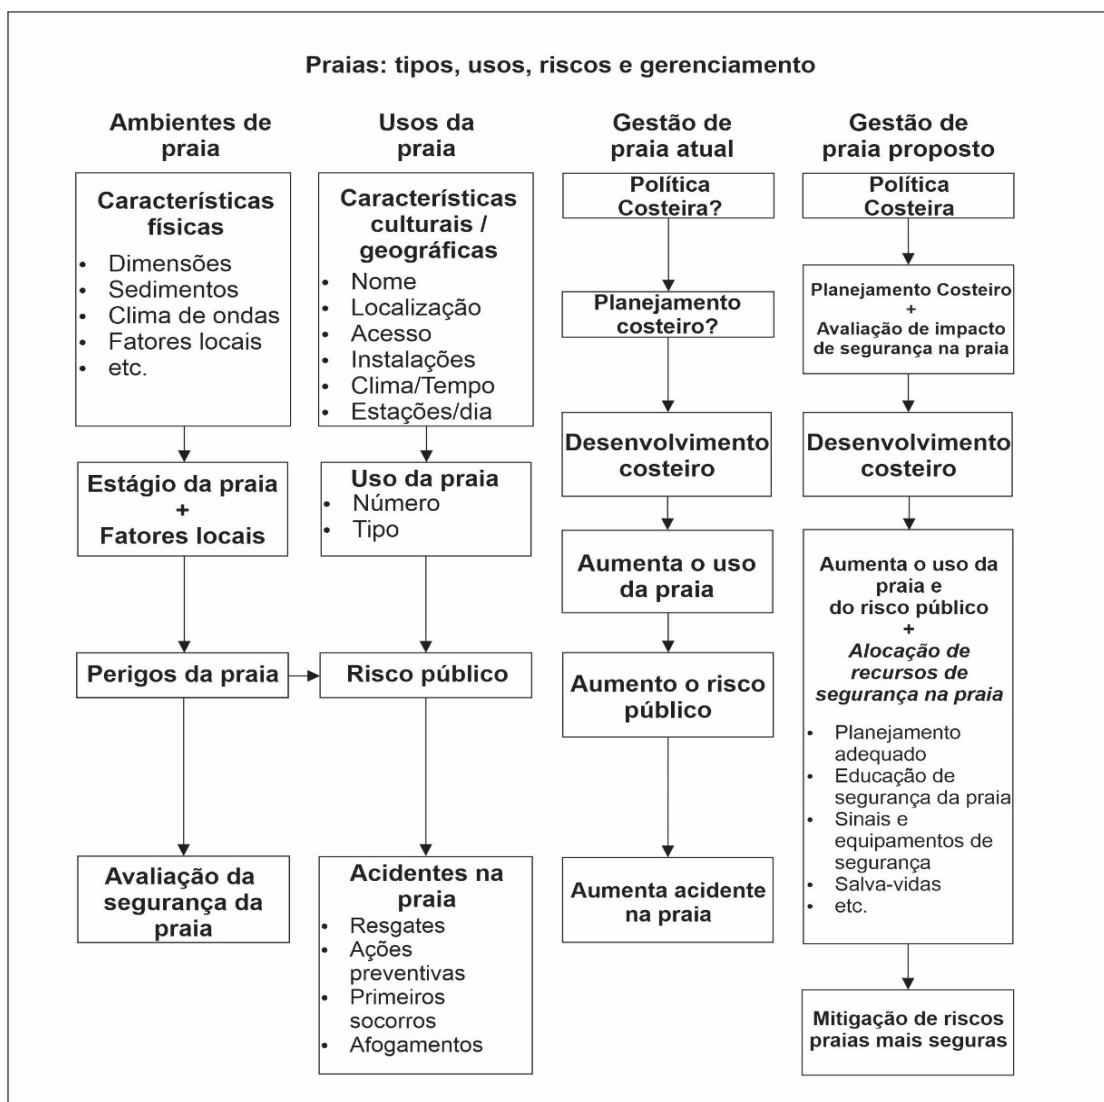 Praias: tipos, usos, riscos e gerenciamento
Ambientes de
praia
Características
físicas
• Dimensões
• Sedimentos
• Clima de ondas
• Fatores locais
• etc.
Estágio da praia
+
Fatores locais
Perigos da praia
Avaliação da
segurança da
praia
Usos da
praia
Características
culturais /
geográficas
• Nome
• Localização
• Acesso
• Instalações
• Clima/Tempo
• Estações/dia
Uso da praia
• Número
• Tipo
Risco público
Acidentes na
praia
• Resgates
• Ações
preventivas
• Primeiros
socorros
• Afogamentos
Gestão de
praia atual
Política
Costeira?
Planejamento
costeiro?
Desenvolvimento
costeiro
Aumenta o uso
da praia
Aumento o risco
público
Aumenta acidente
na praia
Gestão de
praia proposto
Política
Costeira
Planejamento Costeiro
+
Avaliação de impacto
de segurança na praia
Desenvolvimento
costeiro
Aumenta o uso da
praia e
do risco público
+
Alocação de
recursos de
segurança na praia
• Planejamento
adequado
• Educação de
segurança da praia
• Sinais e
equipamentos de
segurança
• Salva-vidas
• etc.
Mitigação de riscos
praias mais seguras